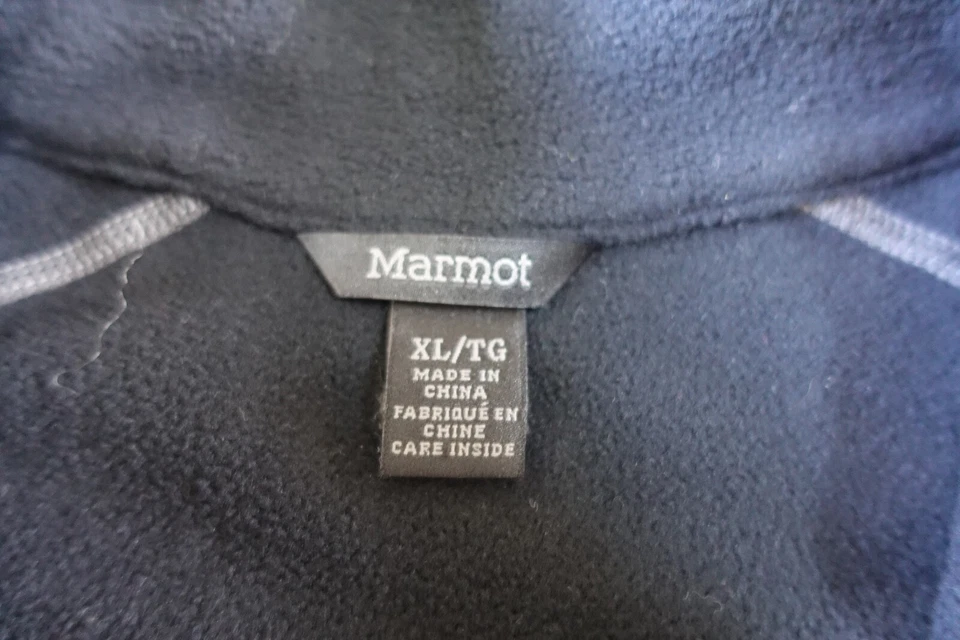 Marmot
XL/TG
MADE IN
CHINA
FABRIQUÉ EN
CHINE
CARE INSIDE